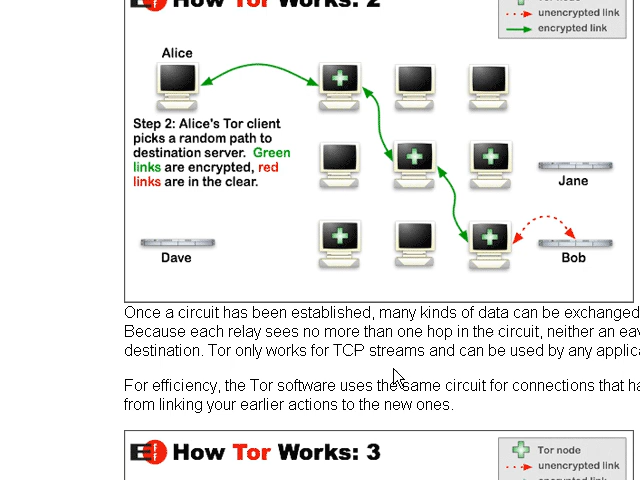 How Tor Works: 2
Tor node
unencrypted link
encrypted link
Alice
Step 2: Alice's Tor client
picks a random path to
destination server. Green
links are encrypted, red
links are in the clear.
Jane
Dave
Bob
Once a circuit has been established, many kinds of data can be exchanged
Because each relay sees no more than one hop in the circuit, neither an
destination. Tor only works for TCP streams and can be used by any
For efficiency, the Tor software uses the same circuit for connections that
from linking your earlier actions to the new ones.
EFF How Tor Works: 3
Tor node
unencrypted link
encrypted link